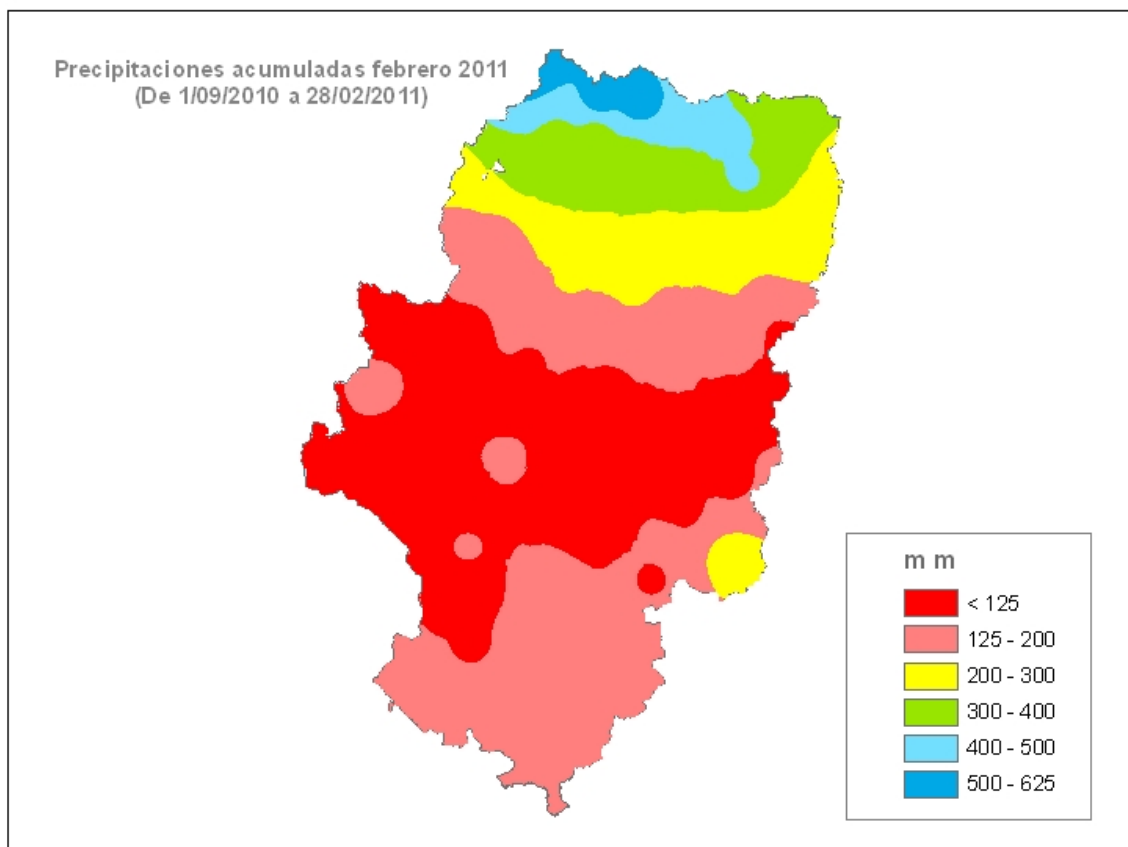 Precipitaciones acumuladas febrero 2011
(De 1/09/2010 a 28/02/2011)
m m
< 125
125 - 200
200 - 300
300 - 400
400 - 500
500 - 625